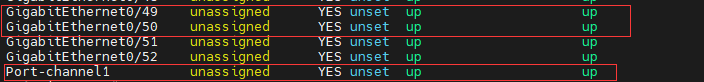 GigabitEthernet0/49 unassigned YES unset up up
GigabitEthernet0/50 unassigned YES unset up up
GigabitEthernet0/51 unassigned YES unset up up
GigabitEthernet0/52 unassigned YES unset up up
Port-channel1 unassigned YES unset up up